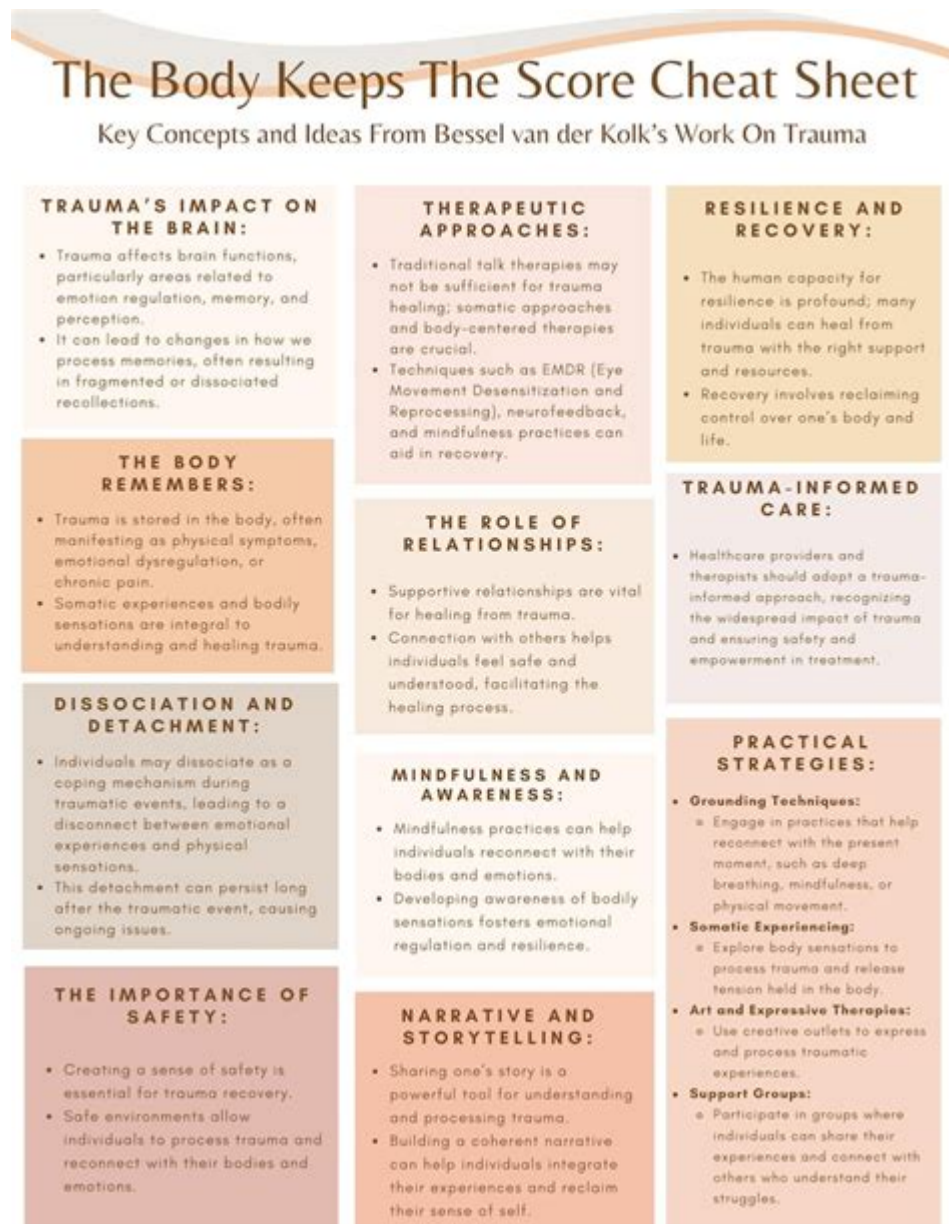 The Body Keeps The Score Cheat Sheet
Key Concepts and Ideas From Bessel van der Kolk's Work On Trauma
TRAUMA'S IMPACT ON
THE BRAIN:
• Trauma affects brain functions,
particularly areas related to
emotion regulation, memory, and
perception.
• It can lead to changes in how we
process memories, often resulting
in fragmented or dissociated
recollections.
THE BODY
REMEMBERS:
• Trauma is stored in the body, often
manifesting as physical symptoms,
emotional dysregulation, or
chronic pain.
• Somatic experiences and bodily
sensations are integral to
understanding and healing trauma.
DISSOCIATION AND
DETACHMENT:
• Individuals may dissociate as a
coping mechanism during
traumatic events, leading to a
disconnect between emotional
experiences and physical
sensations.
• This detachment can persist long
after the traumatic event, causing
ongoing issues.
THE IMPORTANCE OF
SAFETY:
• Creating a sense of safety is
essential for trauma recovery.
• Safe environments allow
individuals to process trauma and
reconnect with their bodies and
emotions.
THERAPEUTIC
APPROACHES:
• Traditional talk therapies may
not be sufficient for trauma
healing; somatic approaches
and body-centered therapies
are crucial.
• Techniques such as EMDR (Eye
Movement Desensitization and
Reprocessing), neurofeedback,
and mindfulness practices can
aid in recovery.
THE ROLE OF
RELATIONSHIPS:
• Supportive relationships are vital
for healing from trauma.
• Connection with others helps
individuals feel safe and
understood, facilitating the
healing process.
MINDFULNESS AND
AWARENESS:
• Mindfulness practices can help
individuals reconnect with their
bodies and emotions.
• Developing awareness of bodily
sensations fosters emotional
regulation and resilience.
NARRATIVE AND
STORYTELLING:
• Sharing one's story is a
powerful tool for understanding
and processing trauma.
• Building a coherent narrative
can help individuals integrate
their experiences and reclaim
their sense of self.
RESILIENCE AND
RECOVERY:
• The human capacity for
resilience is profound; many
individuals can heal from
trauma with the right support
and resources.
• Recovery involves reclaiming
control over one's body and
life.
TRAUMA-INFORMED
CARE:
• Healthcare providers and
therapists should adopt a trauma-
informed approach, recognizing
the widespread impact of trauma
and ensuring safety and
empowerment in treatment.
PRACTICAL
STRATEGIES:
• Grounding Techniques:
Engage in practices that help
reconnect with the present
moment, such as deep
breathing, mindfulness, or
physical movement.
• Somatic Experiencing:
Explore body sensations to
process trauma and release
tension held in the body.
• Art and Expressive Therapies:
Use creative outlets to express
and process traumatic
experiences.
• Support Groups:
Participate in groups where
individuals can share their
experiences and connect with
others who understand their
struggles.